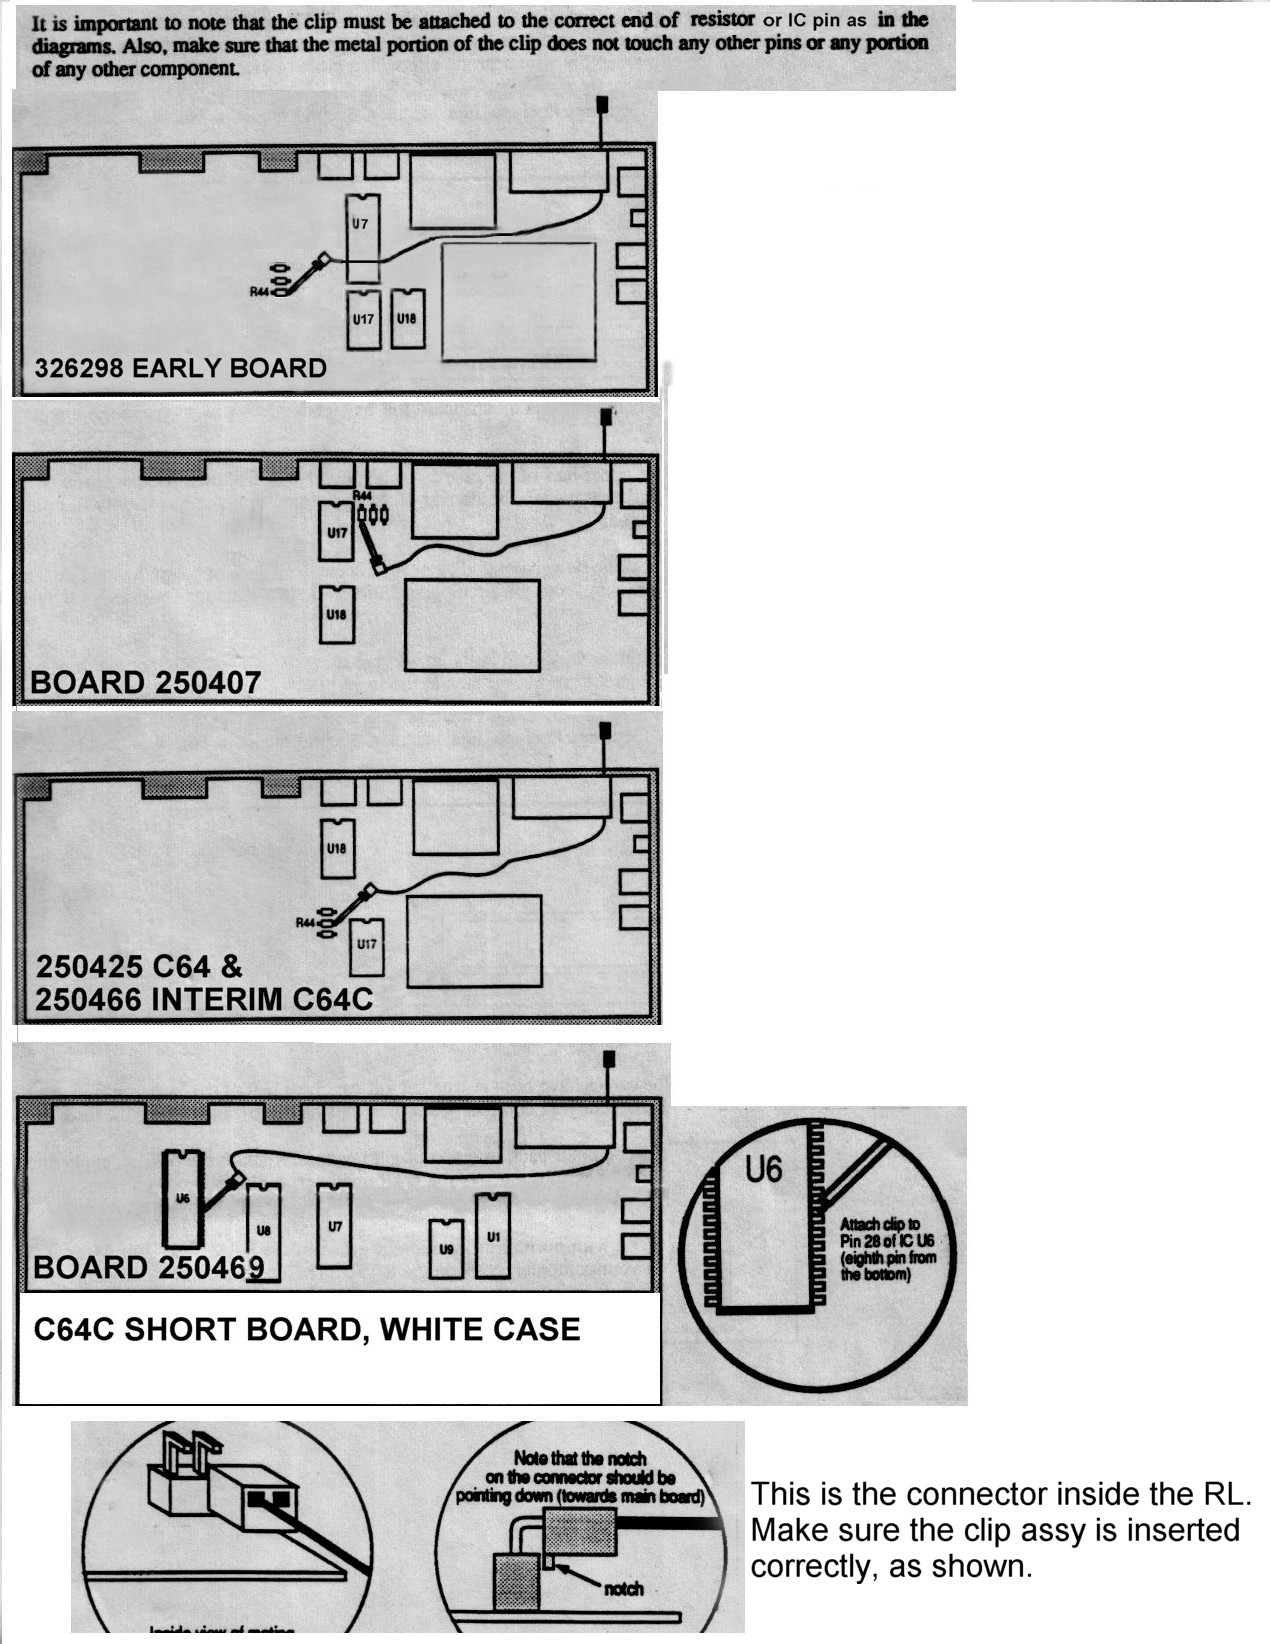 It is important to note that the clip must be attached to the correct end of resistor or IC pin as in the
diagrams. Also, make sure that the metal portion of the clip does not touch any other pins or any portion
of any other component.
U7
R44
U17 U18
326298 EARLY BOARD
R44
U17
U18
BOARD 250407
U18
R44
U17
250425 C64 &
250466 INTERIM C64C
U6
U8
U7
U9
U1
BOARD 250469
C64C SHORT BOARD, WHITE CASE
U6
Attach clip to
Pin 28 of IC U6
(eighth pin from
the bottom)
Inside view of mating
Note that the notch
on the connector should be
pointing down (towards main board)
notch
This is the connector inside the RL.
Make sure the clip assy is inserted
correctly, as shown.